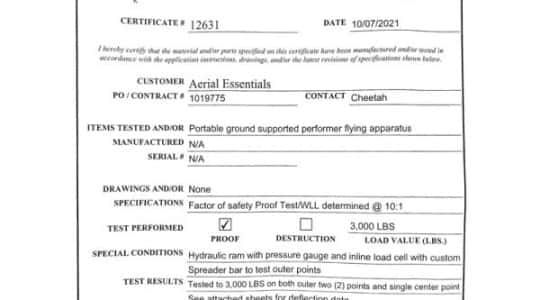 CERTIFICATE # 12631 DATE 10/07/2021
I hereby certify that the material and/or parts specified on this certificate have been manufactured and/or tested in
accordance with the application instructions, drawings, and/or the latest revisions of specifications shown below.
CUSTOMER Aerial Essentials
PO / CONTRACT # 1019775 CONTACT Cheetah
ITEMS TESTED AND/OR Portable ground supported performer flying apparatus
MANUFACTURED N/A
SERIAL # N/A
DRAWINGS AND/OR None
SPECIFICATIONS Factor of safety Proof Test/WLL determined @ 10:1
TEST PERFORMED 3,000 LBS
PROOF DESTRUCTION LOAD VALUE (LBS.)
SPECIAL CONDITIONS Hydraulic ram with pressure gauge and inline load cell with custom
Spreader bar to test outer points
TEST RESULTS Tested to 3,000 LBS on both outer two (2) points and single center point
See attached sheets for deflection data